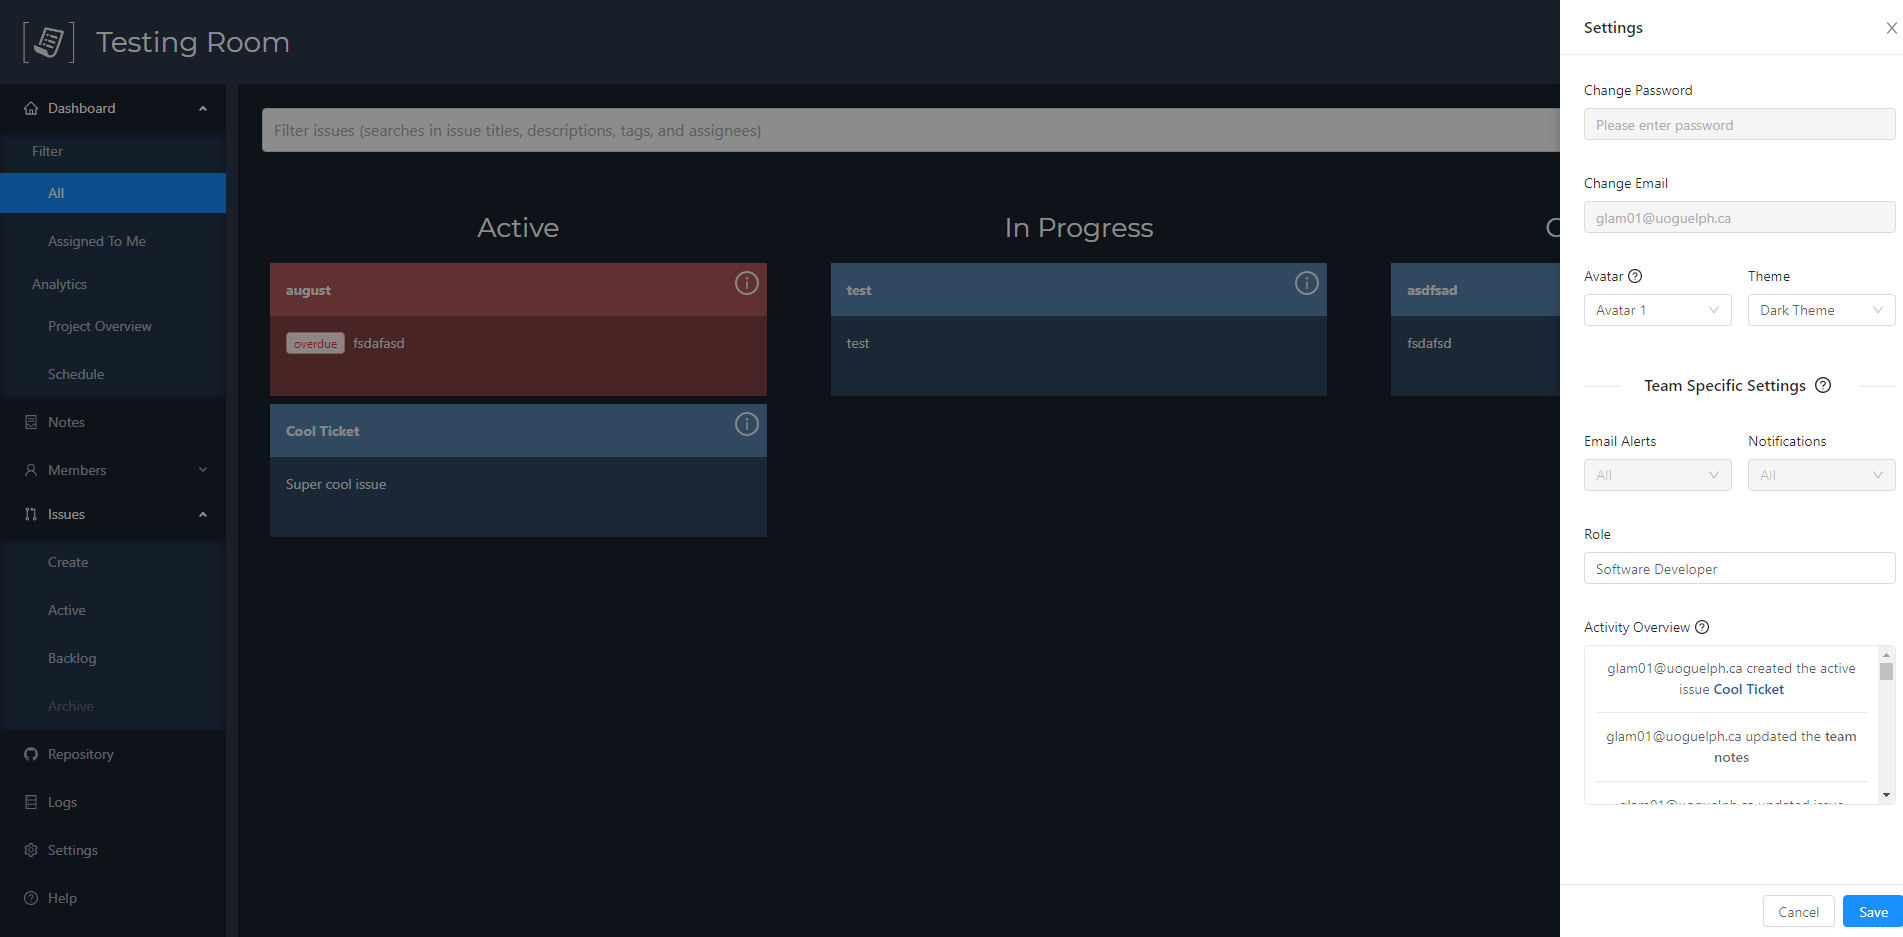 Testing Room
Dashboard
Filter
All
Assigned To Me
Analytics
Project Overview
Schedule
Notes
Members
Issues
Create
Active
Backlog
Archive
Repository
Logs
Settings
Help
Filter issues (searches in issue titles, descriptions, tags, and assignees)
Active
august
overdue fsdafasd
Cool Ticket
Super cool issue
In Progress
test
test
C
asdfsad
fsdafsd
Settings
Change Password
Please enter password
Change Email
glam01@uoguelph.ca
Avatar Theme
Avatar 1 Dark Theme
Team Specific Settings
Email Alerts Notifications
All All
Role
Software Developer
Activity Overview
glam01@uoguelph.ca created the active
issue Cool Ticket
glam01@uoguelph.ca updated the team
notes
glam01@uoguelph.ca updated issue
Cancel Save